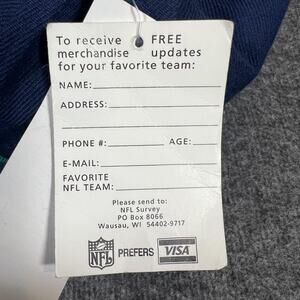 To receive FREE
merchandise updates
for your favorite team:
NAME:
ADDRESS:
PHONE #: AGE:
E-MAIL:
FAVORITE
NFL TEAM:
Please send to:
NFL Survey
PO Box 8066
Wausau, WI 54402-9717
NFL PREFERS VISA